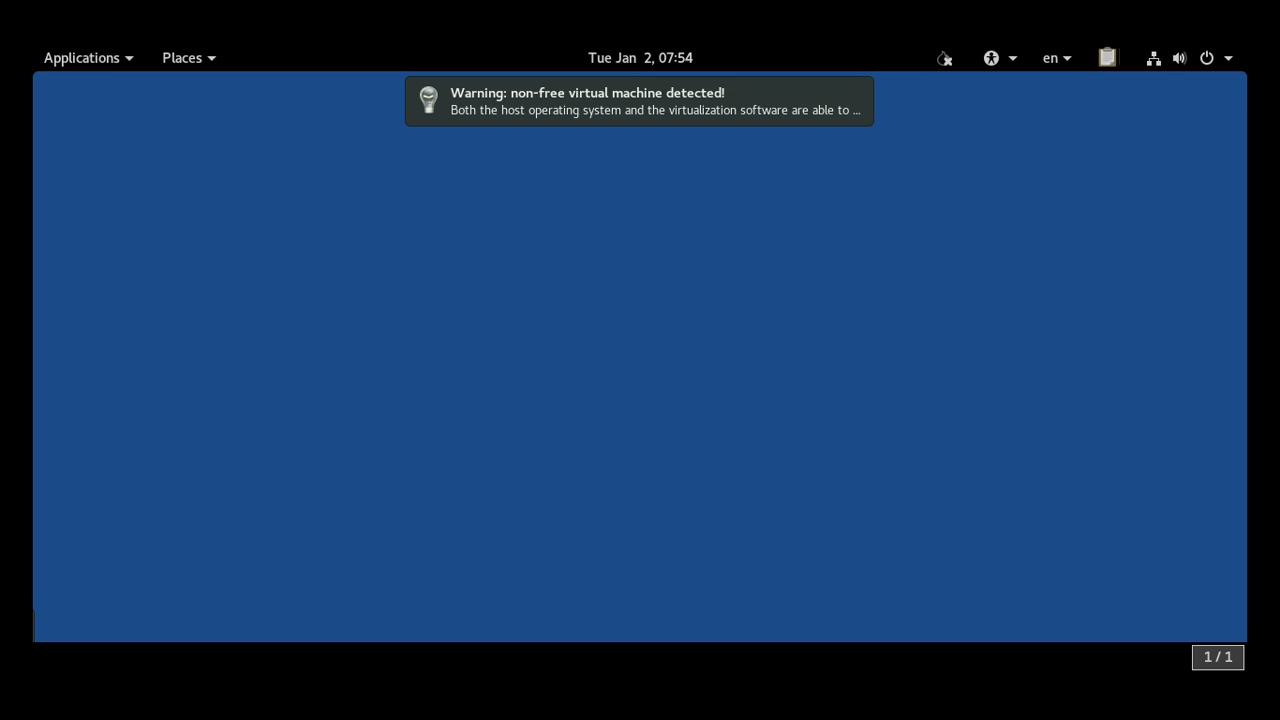 Applications Places Tue Jan 2, 07:54 en
Warning: non-free virtual machine detected!
Both the host operating system and the virtualization software are able to ...
1 / 1